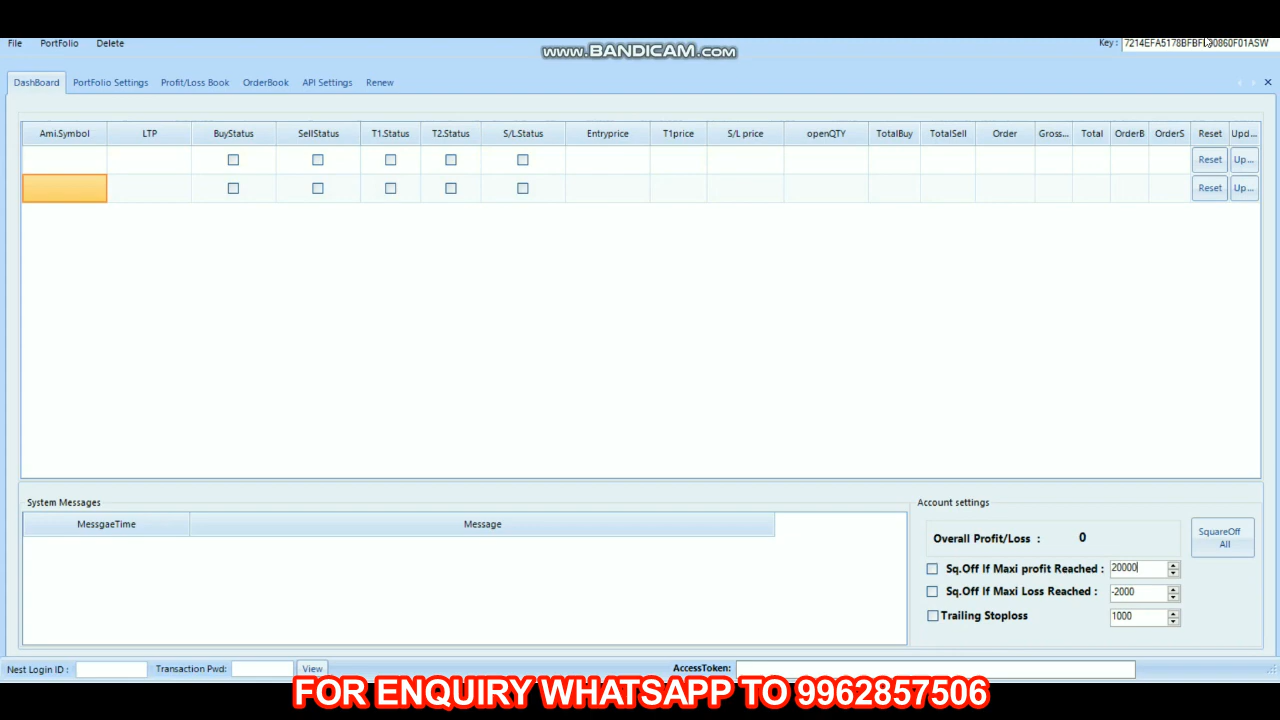 File PortFolio Delete
WWW.BANDICAM.COM
Key :
DashBoard PortFolio Settings Profit/Loss Book OrderBook API Settings Renew
Ami.Symbol LTP BuyStatus SellStatus T1.Status T2.Status S/L.Status Entryprice T1price S/L price openQTY TotalBuy TotalSell Order Gross... Total OrderB OrderS Reset Upd...
Reset Up...
Reset Up...
System Messages
MessgaeTime Message
Account settings
Overall Profit/Loss : 0
SquareOff
All
Sq.Off If Maxi profit Reached : 20000
Sq.Off If Maxi Loss Reached : -2000
Trailing Stoploss 1000
Nest Login ID : Transaction Pwd: View AccessToken:
FOR ENQUIRY WHATSAPP TO 9962857506